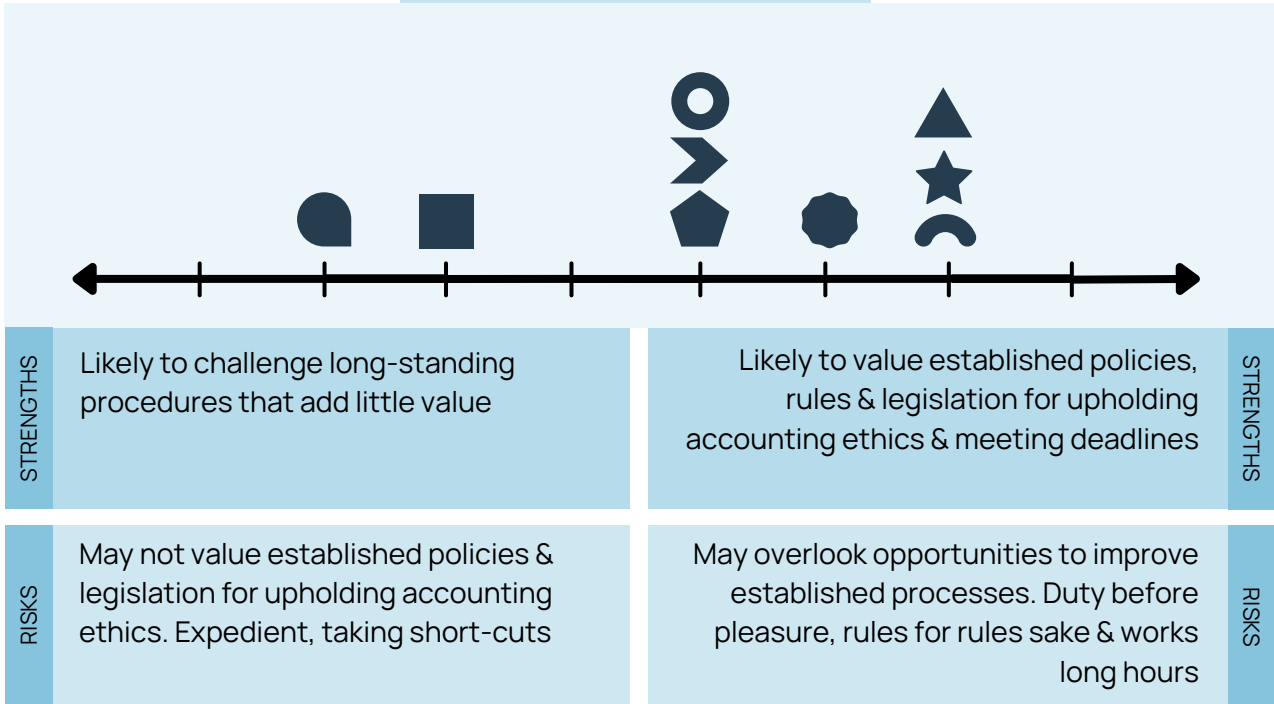 STRENGTHS
Likely to challenge long-standing
procedures that add little value
Likely to value established policies,
rules & legislation for upholding
accounting ethics & meeting deadlines
STRENGTHS
RISKS
May not value established policies &
legislation for upholding accounting
ethics. Expedient, taking short-cuts
May overlook opportunities to improve
established processes. Duty before
pleasure, rules for rules sake & works
long hours
RISKS